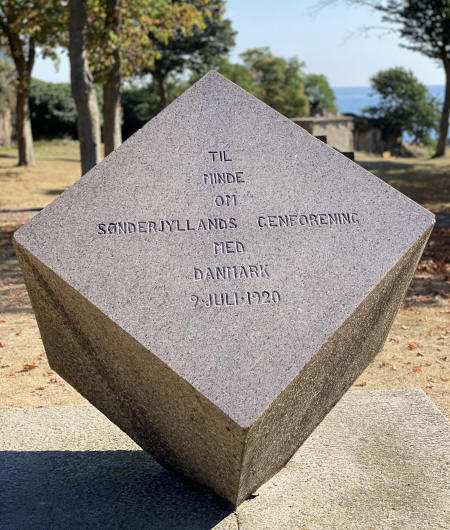 TIL
MINDE
OM
SØNDERJYLLANDS GENFORENING
MED
DANMARK
9·JULI·1920